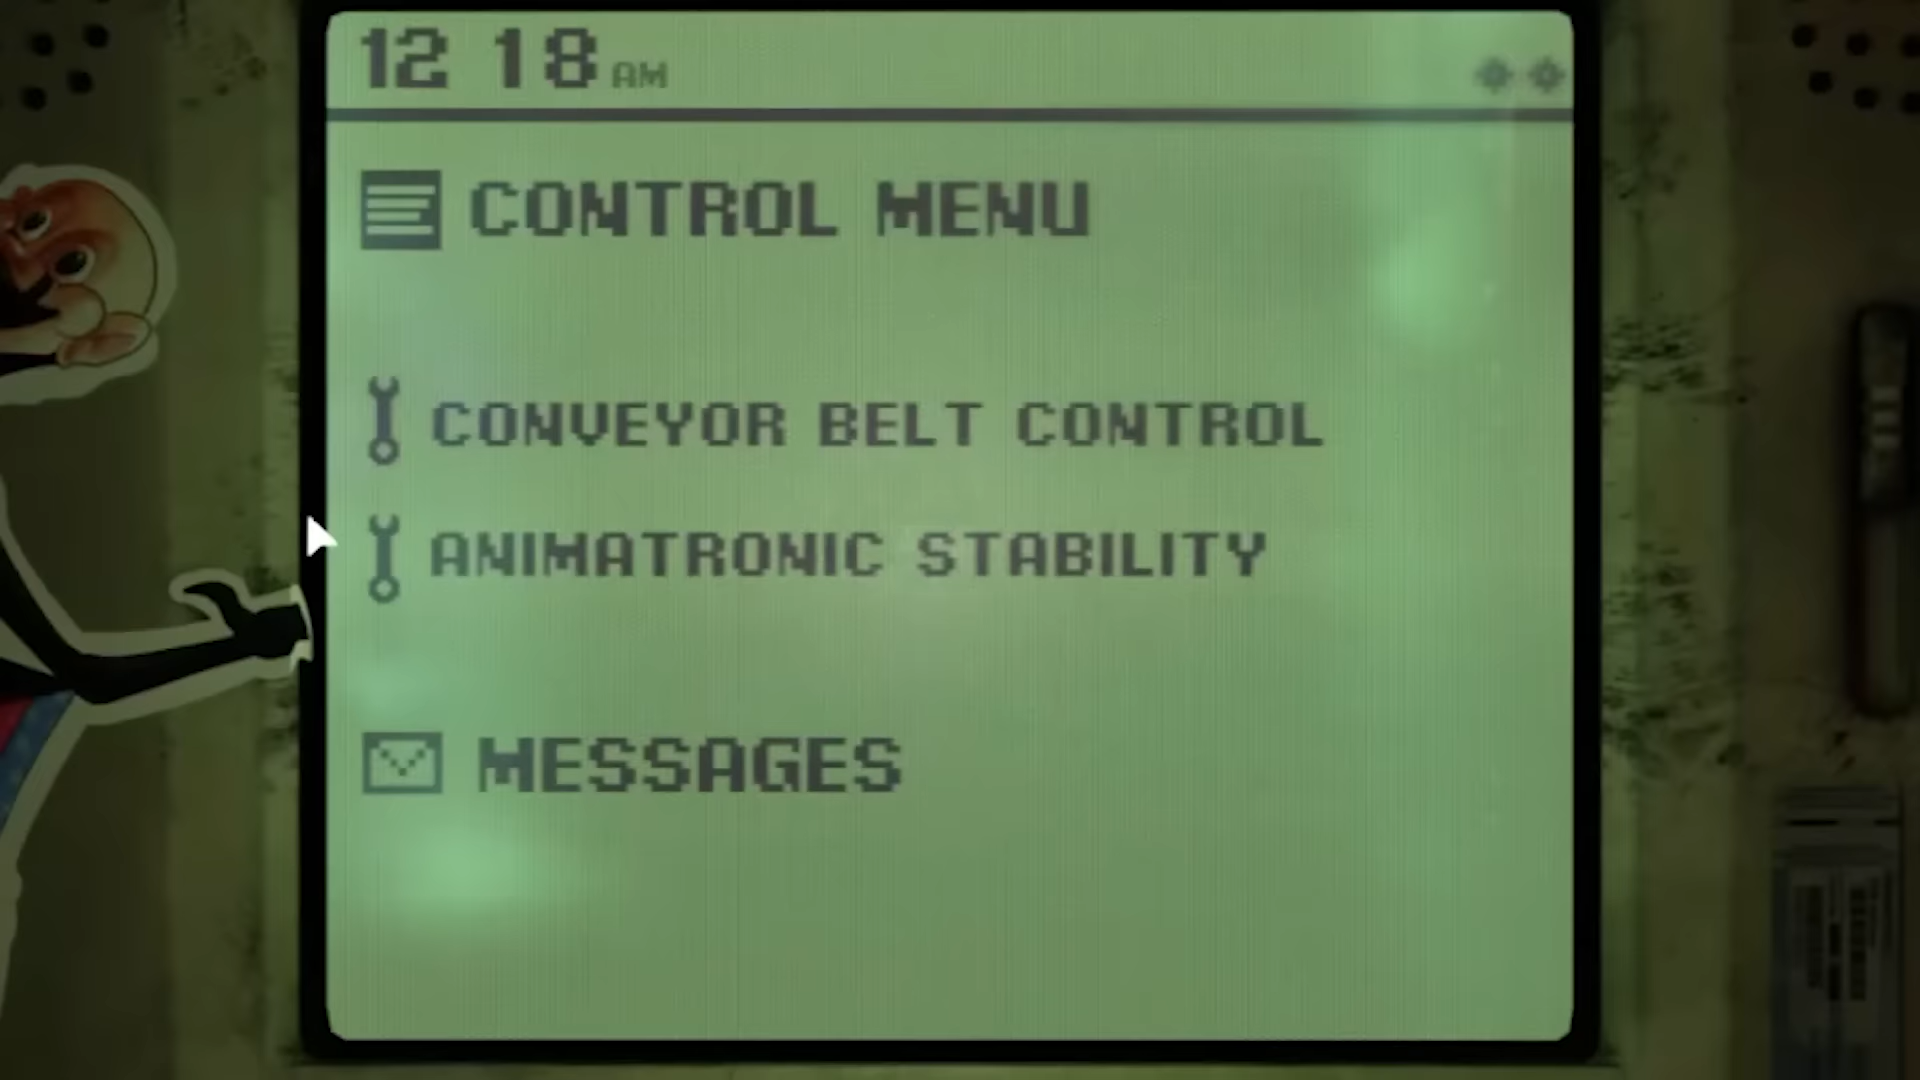 12 18 AM
CONTROL MENU
CONVEYOR BELT CONTROL
ANIMATRONIC STABILITY
MESSAGES